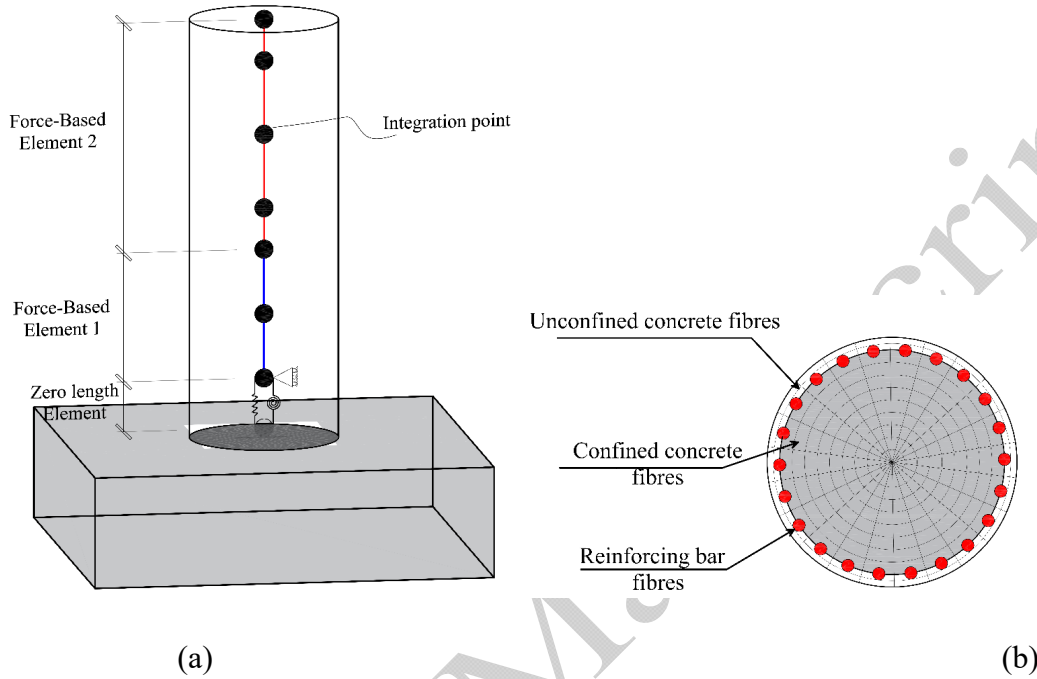 Force-Based
Element 2
Integration point
Force-Based
Element 1
Zero length
Element
Unconfined concrete fibres
Confined concrete
fibres
Reinforcing bar
fibres
(a)
(b)